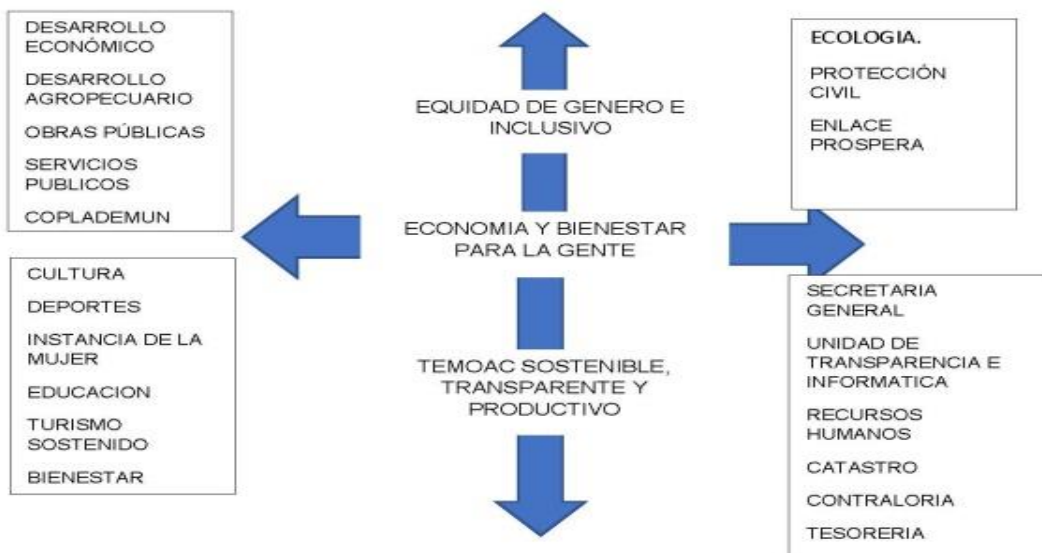 DESARROLLO
ECONÓMICO
DESARROLLO
AGROPECUARIO
OBRAS PÚBLICAS
SERVICIOS
PUBLICOS
COPLADEMUN
CULTURA
DEPORTES
INSTANCIA DE LA
MUJER
EDUCACION
TURISMO
SOSTENIDO
BIENESTAR
EQUIDAD DE GENERO E
INCLUSIVO
ECONOMIA Y BIENESTAR
PARA LA GENTE
TEMOAC SOSTENIBLE,
TRANSPARENTE Y
PRODUCTIVO
ECOLOGIA.
PROTECCIÓN
CIVIL
ENLACE
PROSPERA
SECRETARIA
GENERAL
UNIDAD DE
TRANSPARENCIA E
INFORMATICA
RECURSOS
HUMANOS
CATASTRO
CONTRALORIA
TESORERIA